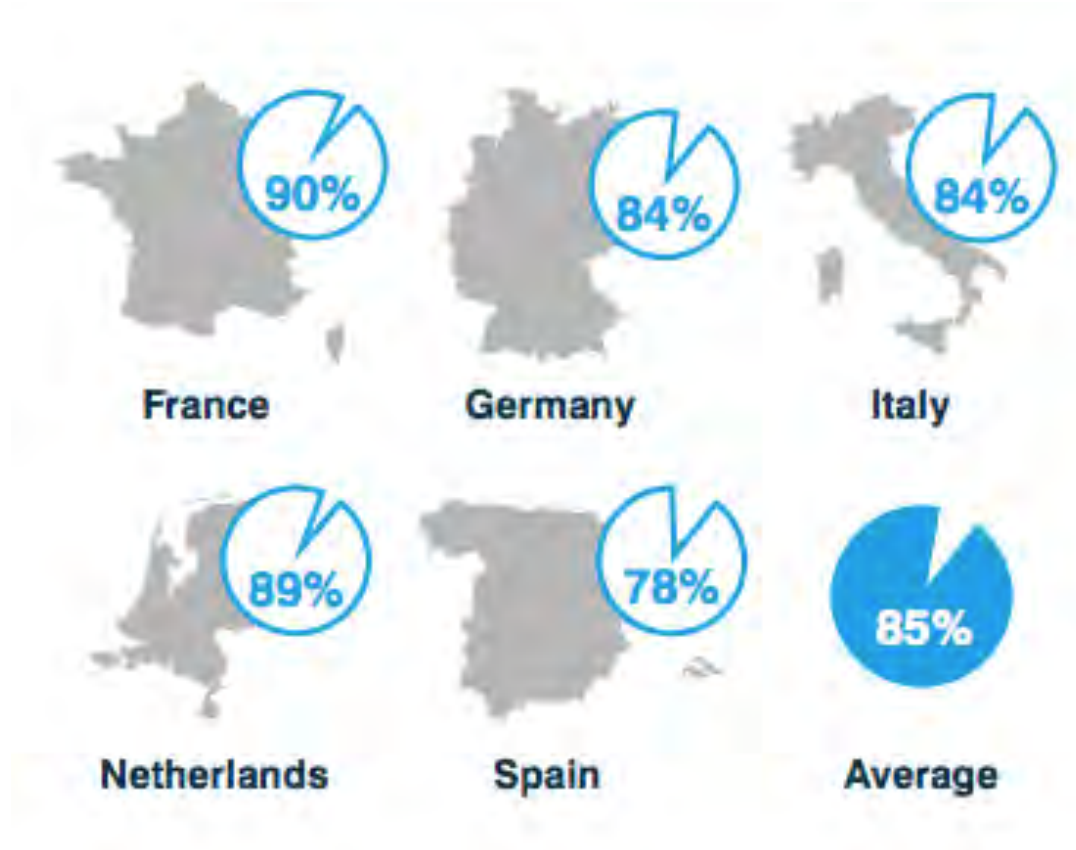 90%
84%
84%
France
Germany
Italy
89%
78%
85%
Netherlands
Spain
Average